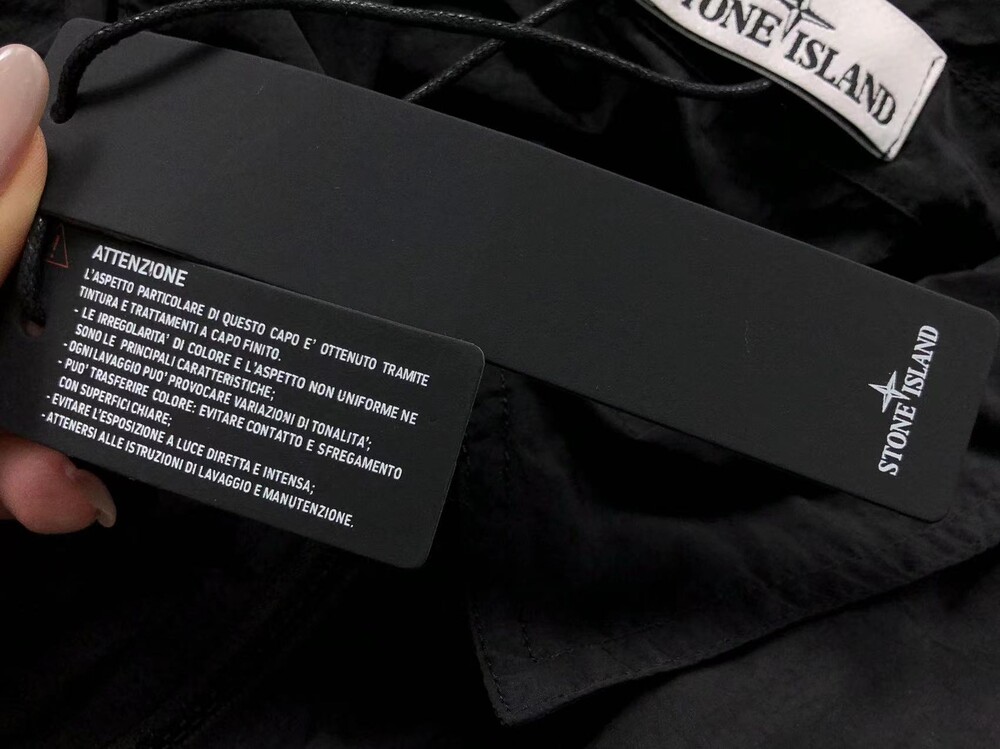 STONE ISLAND
ATTENZIONE
L'ASPETTO PARTICOLARE DI QUESTO CAPO E' OTTENUTO TRAMITE
TINTURA E TRATTAMENTI A CAPO FINITO.
- LE IRREGOLARITA' DI COLORE E L'ASPETTO NON UNIFORME NE
SONO LE PRINCIPALI CARATTERISTICHE;
- OGNI LAVAGGIO PUO' PROVOCARE VARIAZIONI DI TONALITA';
- PUO' TRASFERIRE COLORE: EVITARE CONTATTO E SFREGAMENTO
CON SUPERFICI CHIARE;
- EVITARE L'ESPOSIZIONE A LUCE DIRETTA E INTENSA;
- ATTENERSI ALLE ISTRUZIONI DI LAVAGGIO E MANUTENZIONE.
STONE ISLAND